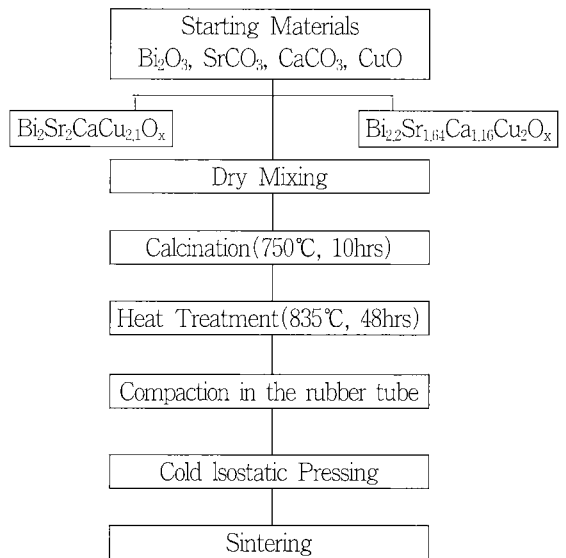 Starting Materials
Bi₂O₃, SrCO₃, CaCO₃, CuO
Bi₂Sr₂CaCu₂.₁Oₓ
Bi₂.₂Sr₁.₆₄Ca₁.₁₆Cu₂Oₓ
Dry Mixing
Calcination(750℃, 10hrs)
Heat Treatment(835℃, 48hrs)
Compaction in the rubber tube
Cold Isostatic Pressing
Sintering